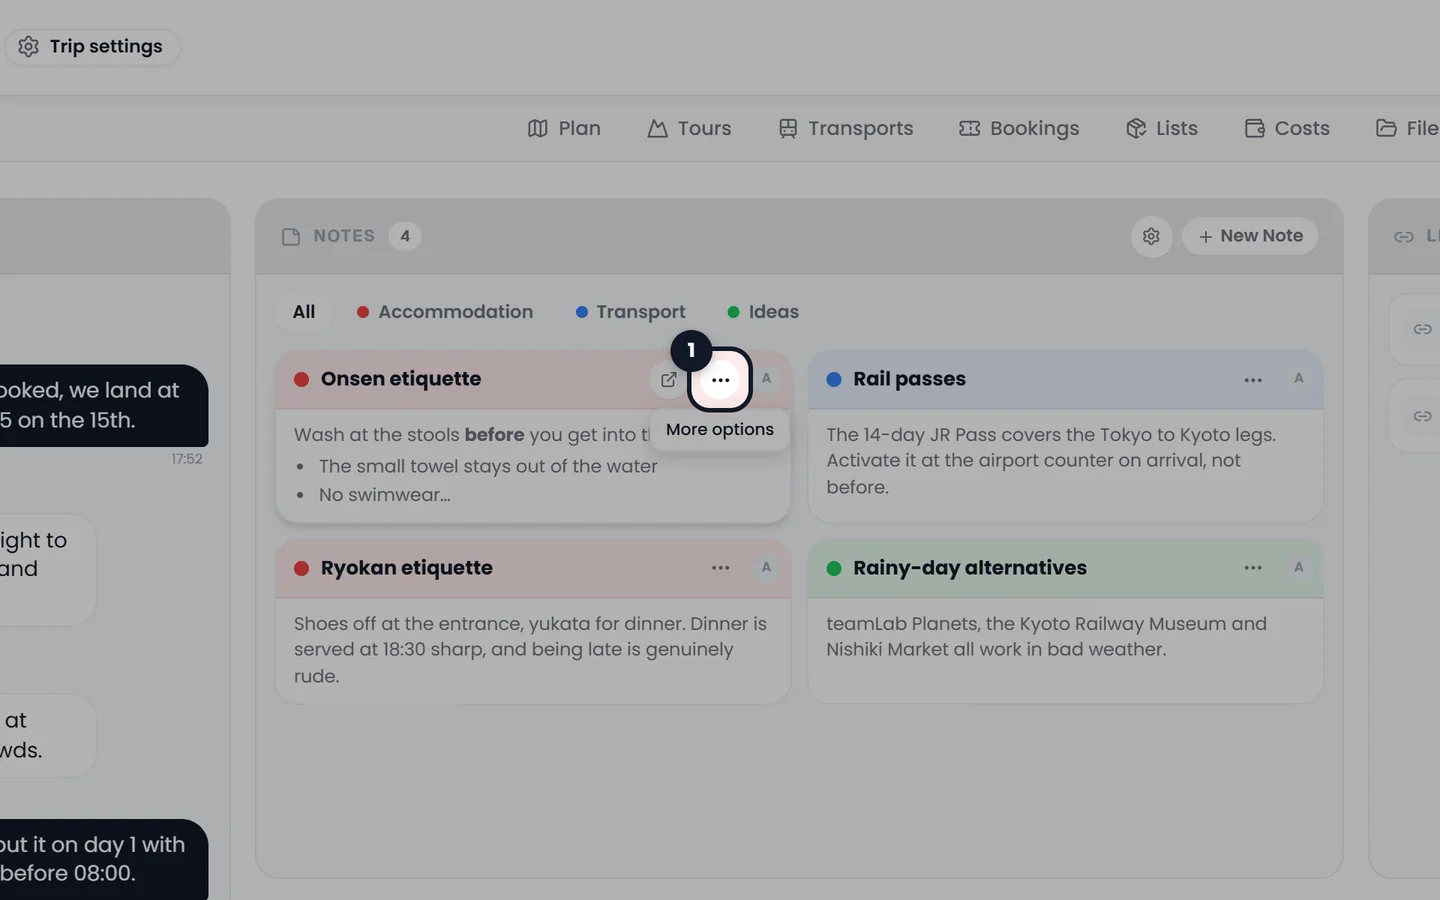 Trip settings
Plan
Tours
Transports
Bookings
Lists
Costs
File
ooked, we land at
5 on the 15th.
17:52
ight to
and
at
wds.
out it on day 1 with
before 08:00.
NOTES 4
+ New Note
All
Accommodation
Transport
Ideas
1
Onsen etiquette
A
More options
Wash at the stools before you get into t
• The small towel stays out of the water
• No swimwear…
Rail passes
A
The 14-day JR Pass covers the Tokyo to Kyoto legs.
Activate it at the airport counter on arrival, not
before.
Ryokan etiquette
A
Shoes off at the entrance, yukata for dinner. Dinner is
served at 18:30 sharp, and being late is genuinely
rude.
Rainy-day alternatives
A
teamLab Planets, the Kyoto Railway Museum and
Nishiki Market all work in bad weather.